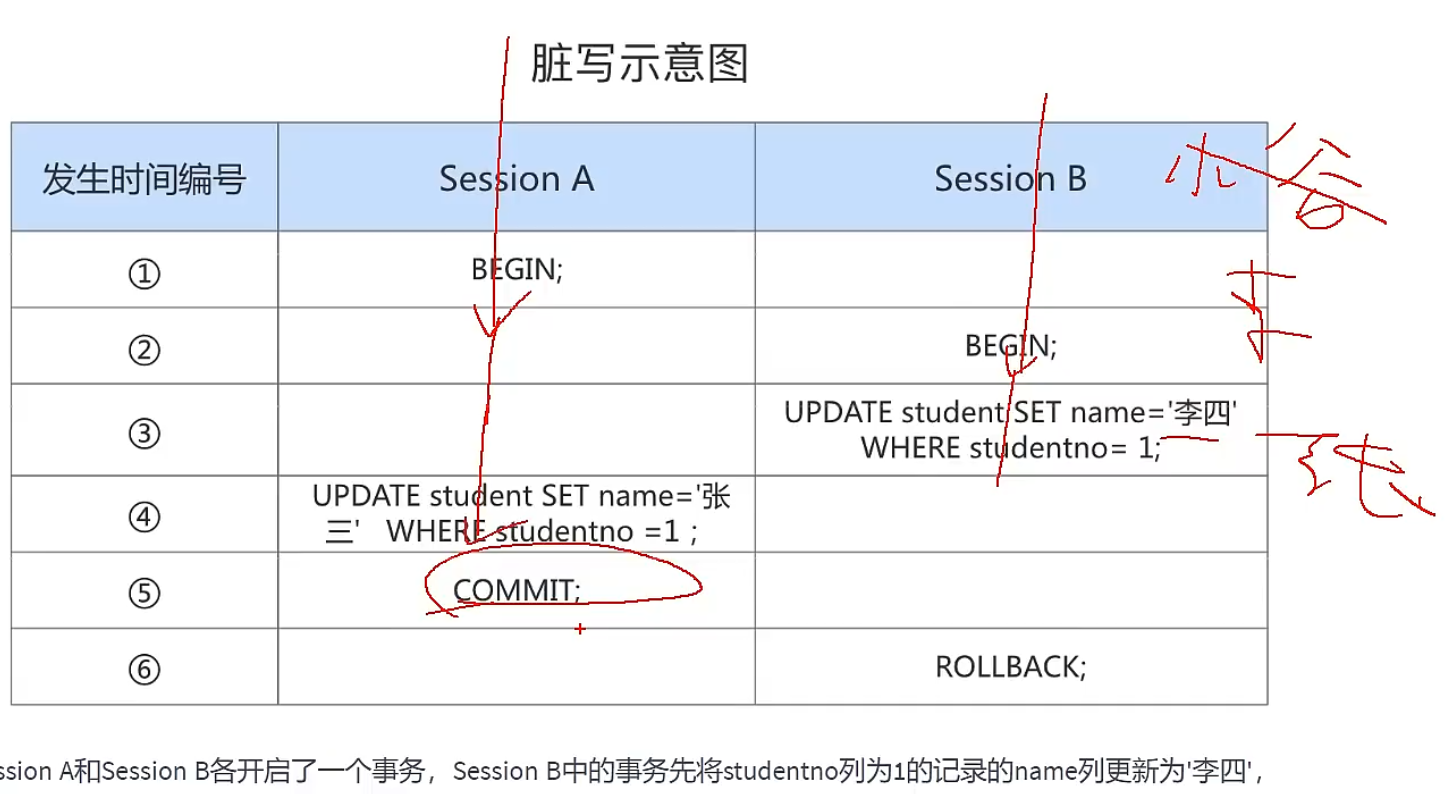 脏写示意图
发生时间编号 Session A Session B 小谷
① BEGIN;
② BEGIN;
③ UPDATE student SET name='李四'
WHERE studentno= 1;
张
④ UPDATE student SET name='张
三' WHERE studentno =1 ;
⑤ COMMIT;
⑥ ROLLBACK;
ssion A和Session B各开启了一个事务，Session B中的事务先将studentno列为1的记录的name列更新为'李四'，